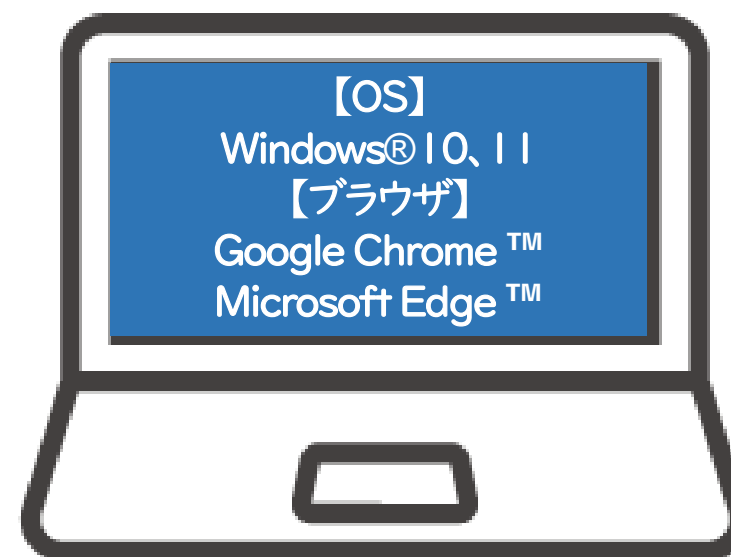 【OS】
Windows®10、11
【ブラウザ】
Google Chrome ™
Microsoft Edge ™